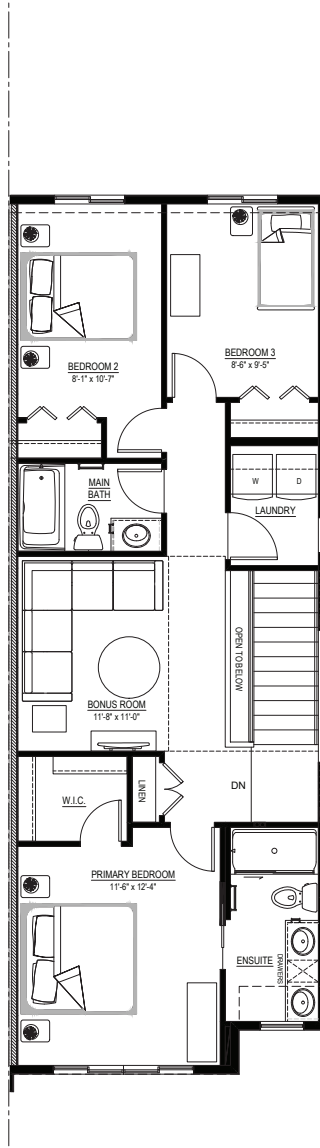 BEDROOM 2
8'-1" x 10'-7"
BEDROOM 3
8'-6" x 9'-5"
MAIN
BATH
W
D
LAUNDRY
OPEN TO BELOW
BONUS ROOM
11'-8" x 11'-0"
W.I.C.
LINEN
DN
PRIMARY BEDROOM
11'-6" x 12'-4"
ENSUITE
DRAWERS